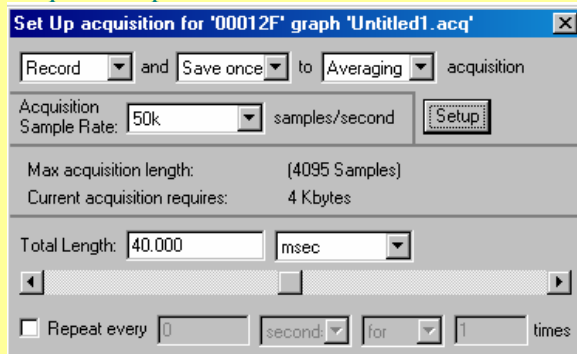 Set Up acquisition for '00012F' graph 'Untitled1.acq'
Record and Save once to Averaging acquisition
Acquisition
Sample Rate: 50k samples/second Setup
Max acquisition length: (4095 Samples)
Current acquisition requires: 4 Kbytes
Total Length: 40.000 msec
Repeat every 0 second: for 1 times